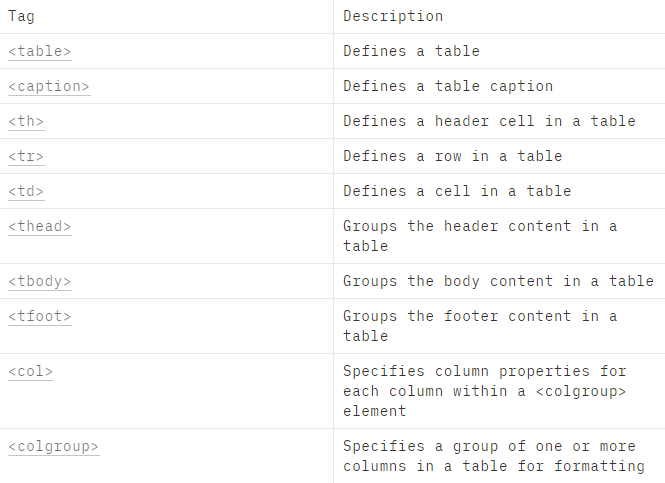 Tag Description
<table> Defines a table
<caption> Defines a table caption
<th> Defines a header cell in a table
<tr> Defines a row in a table
<td> Defines a cell in a table
<thead> Groups the header content in a
table
<tbody> Groups the body content in a table
<tfoot> Groups the footer content in a
table
<col> Specifies column properties for
each column within a <colgroup>
element
<colgroup> Specifies a group of one or more
columns in a table for formatting